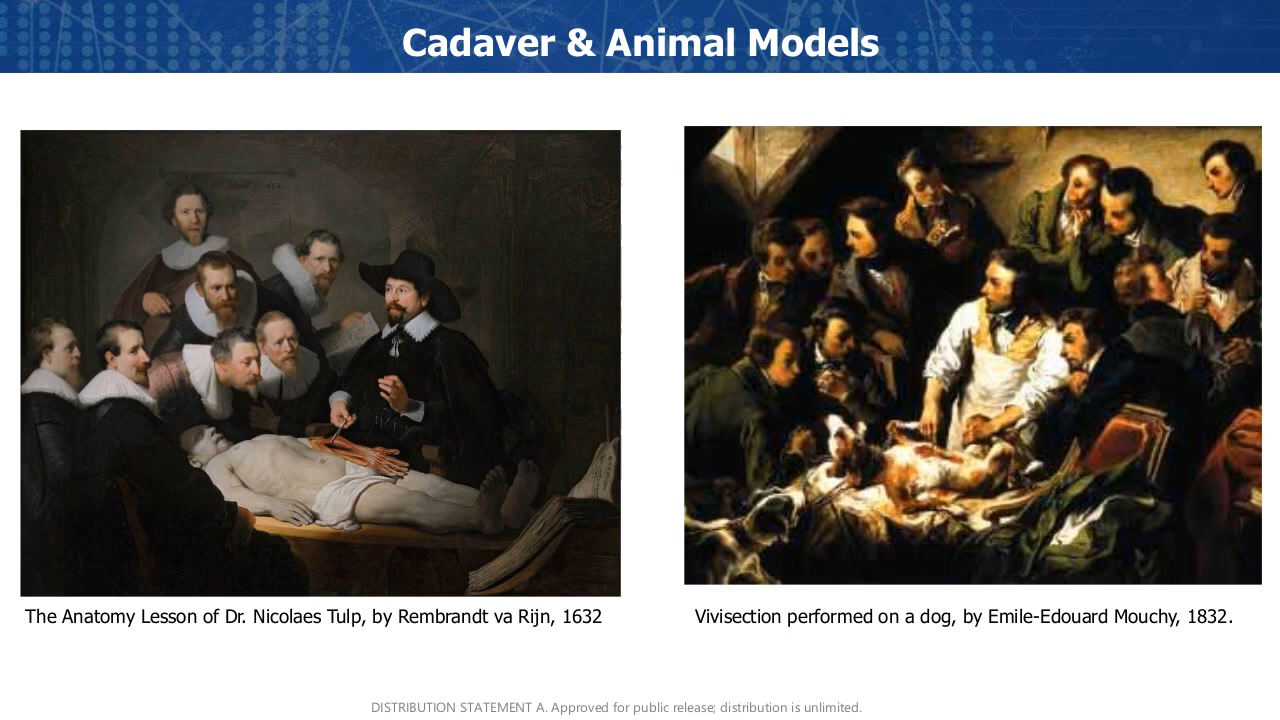 Cadaver & Animal Models
The Anatomy Lesson of Dr. Nicolaes Tulp, by Rembrandt va Rijn, 1632
Vivisection performed on a dog, by Emile-Edouard Mouchy, 1832.
DISTRIBUTION STATEMENT A. Approved for public release; distribution is unlimited.